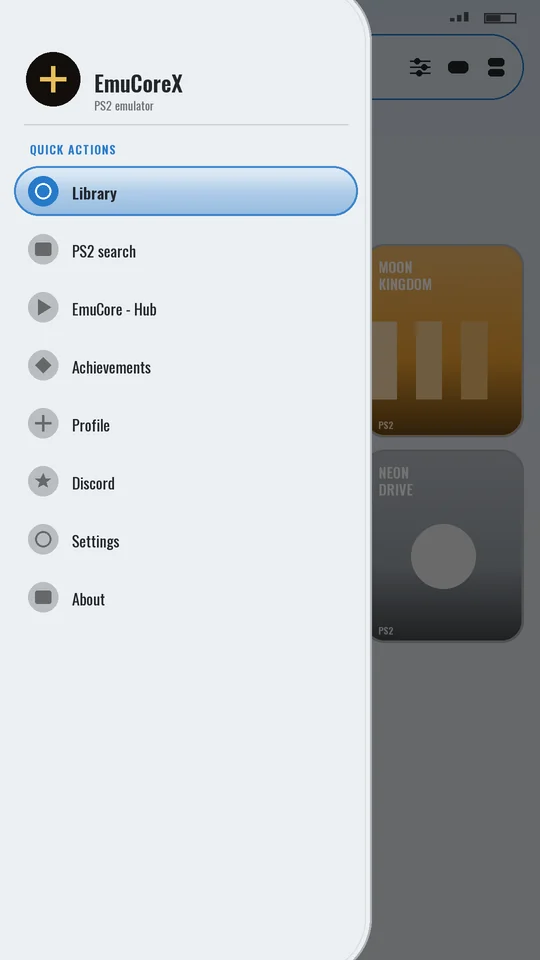 EmuCoreX
PS2 emulator
QUICK ACTIONS
Library
PS2 search
EmuCore - Hub
Achievements
Profile
Discord
Settings
About
MOON
KINGDOM
PS2
NEON
DRIVE
PS2